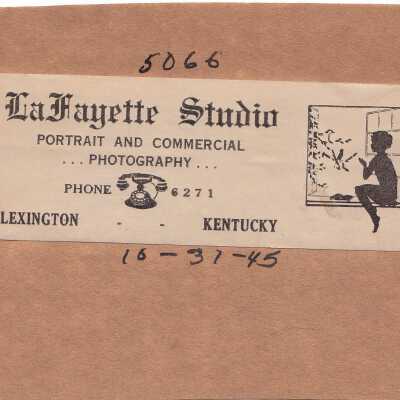 5066
LaFayette Studio
PORTRAIT AND COMMERCIAL
... PHOTOGRAPHY ...
PHONE 6271
LEXINGTON - - KENTUCKY
10-31-45